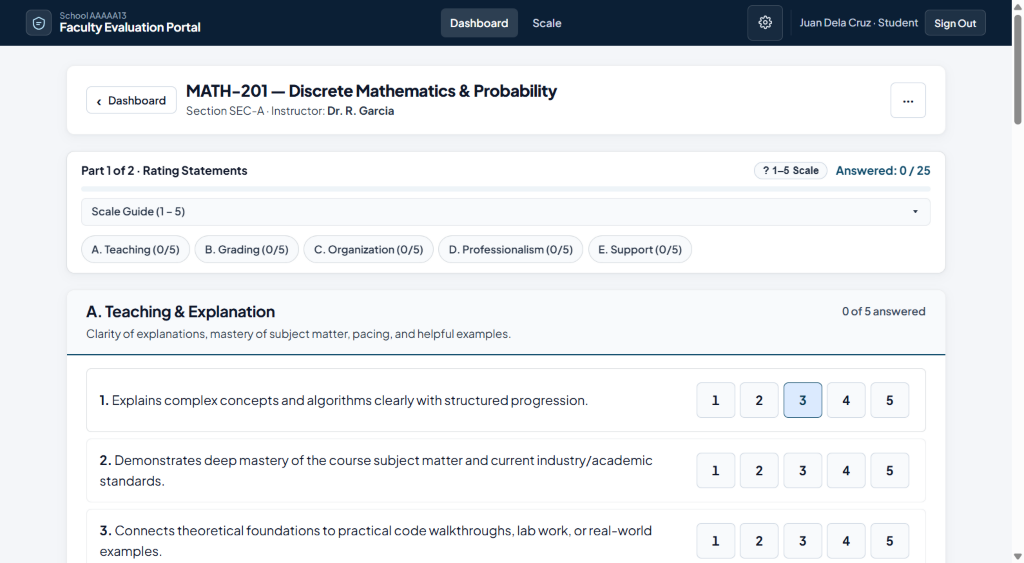 School AAAAA13
Faculty Evaluation Portal
Dashboard
Scale
Juan Dela Cruz · Student
Sign Out
‹ Dashboard
MATH-201 — Discrete Mathematics & Probability
Section SEC-A · Instructor: Dr. R. Garcia
...
Part 1 of 2 · Rating Statements
? 1–5 Scale
Answered: 0 / 25
Scale Guide (1 – 5)
A. Teaching (0/5)
B. Grading (0/5)
C. Organization (0/5)
D. Professionalism (0/5)
E. Support (0/5)
A. Teaching & Explanation
0 of 5 answered
Clarity of explanations, mastery of subject matter, pacing, and helpful examples.
1. Explains complex concepts and algorithms clearly with structured progression.
1 2 3 4 5
2. Demonstrates deep mastery of the course subject matter and current industry/academic
standards.
1 2 3 4 5
3. Connects theoretical foundations to practical code walkthroughs, lab work, or real-world
examples.
1 2 3 4 5